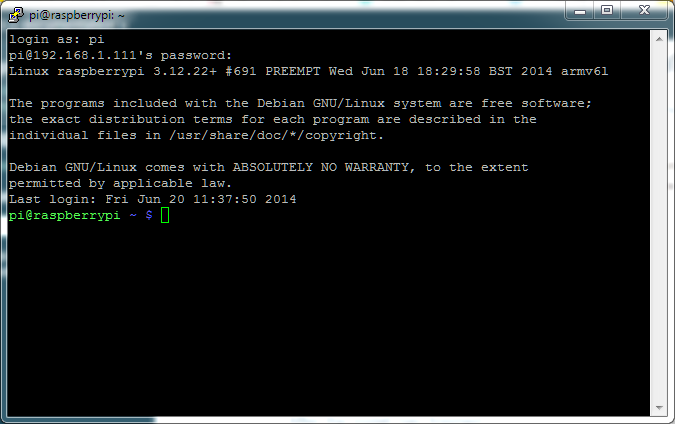 pi@raspberrypi: ~
login as: pi
pi@192.168.1.111's password:
Linux raspberrypi 3.12.22+ #691 PREEMPT Wed Jun 18 18:29:58 BST 2014 armv6l
The programs included with the Debian GNU/Linux system are free software;
the exact distribution terms for each program are described in the
individual files in /usr/share/doc/*/copyright.
Debian GNU/Linux comes with ABSOLUTELY NO WARRANTY, to the extent
permitted by applicable law.
Last login: Fri Jun 20 11:37:50 2014
pi@raspberrypi ~ $